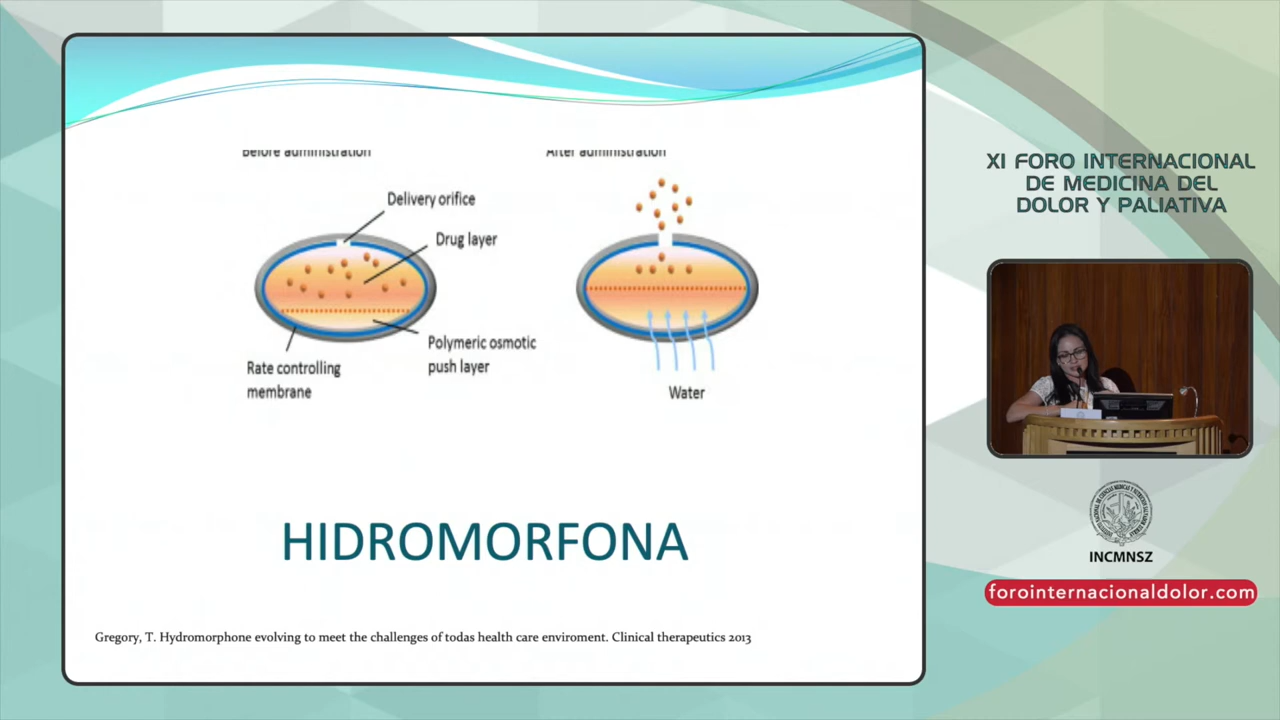 Before administration
After administration
Delivery orifice
Drug layer
Polymeric osmotic
push layer
Rate controlling
membrane
Water
HIDROMORFONA
Gregory, T. Hydromorphone evolving to meet the challenges of todas health care enviroment. Clinical therapeutics 2013
XI FORO INTERNACIONAL
DE MEDICINA DEL
DOLOR Y PALIATIVA
INCMNSZ
forointernacionaldolor.com